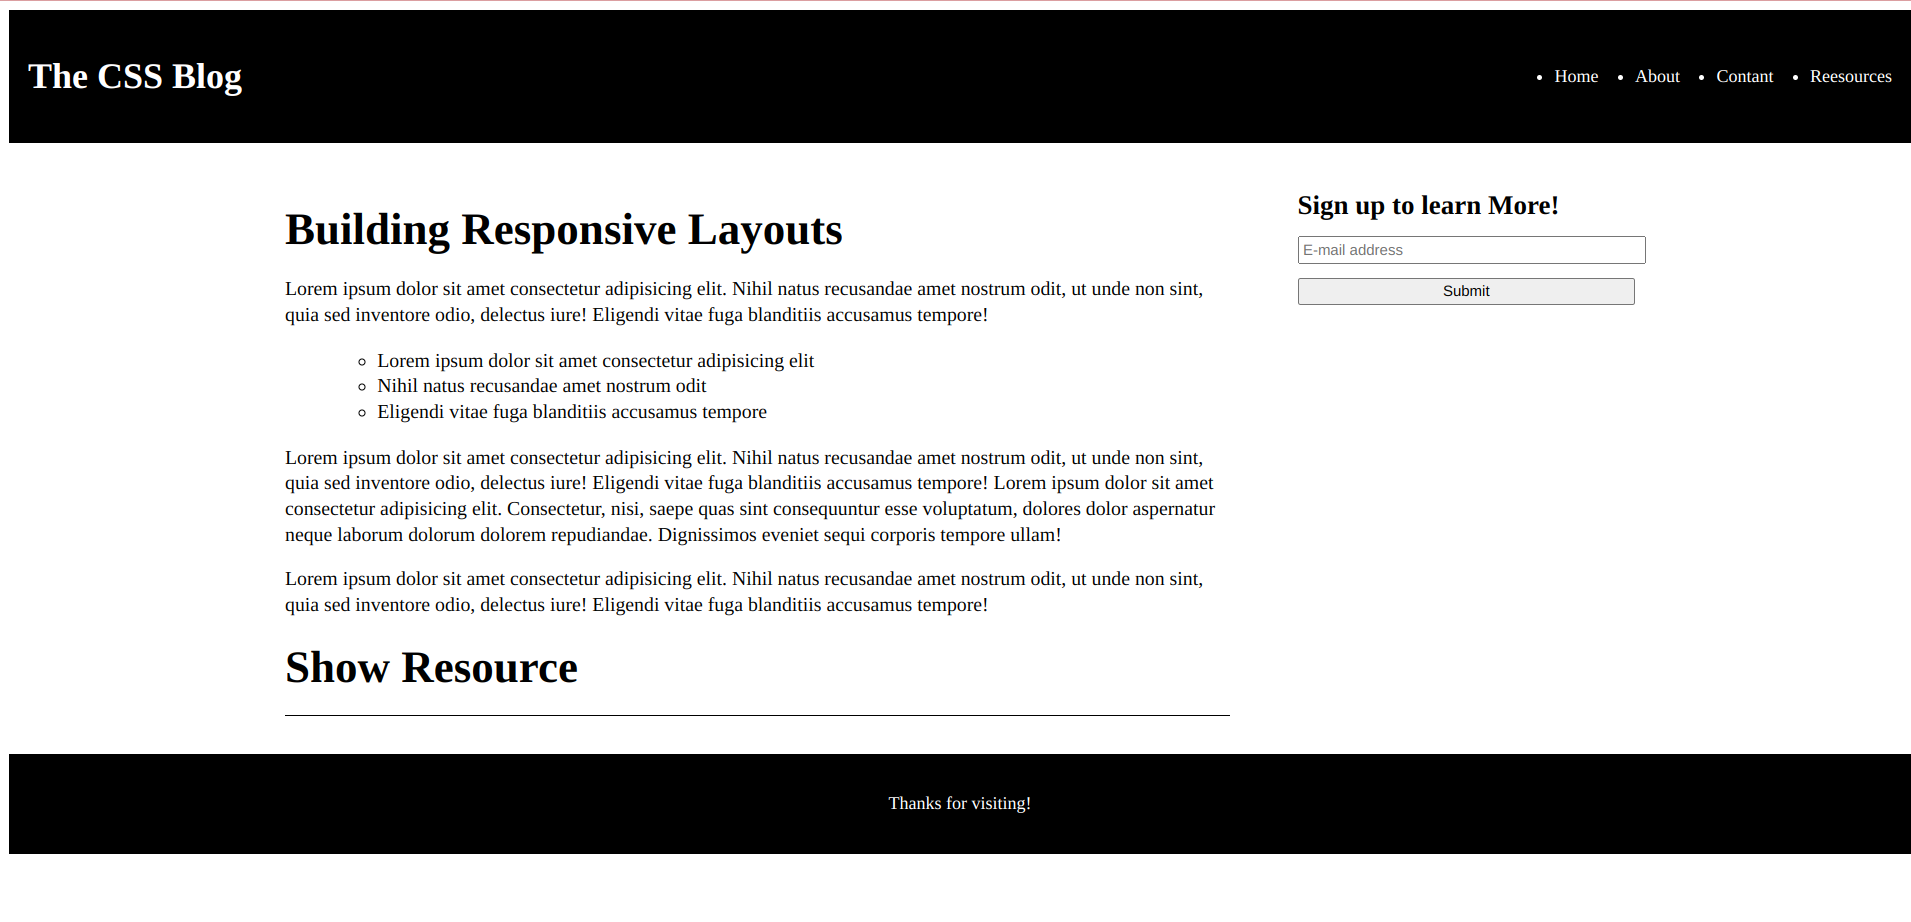 The CSS Blog
Home
About
Contant
Reesources
Building Responsive Layouts
Lorem ipsum dolor sit amet consectetur adipisicing elit. Nihil natus recusandae amet nostrum odit, ut unde non sint,
quia sed inventore odio, delectus iure! Eligendi vitae fuga blanditiis accusamus tempore!
Lorem ipsum dolor sit amet consectetur adipisicing elit
Nihil natus recusandae amet nostrum odit
Eligendi vitae fuga blanditiis accusamus tempore
Lorem ipsum dolor sit amet consectetur adipisicing elit. Nihil natus recusandae amet nostrum odit, ut unde non sint,
quia sed inventore odio, delectus iure! Eligendi vitae fuga blanditiis accusamus tempore! Lorem ipsum dolor sit amet
consectetur adipisicing elit. Consectetur, nisi, saepe quas sint consequuntur esse voluptatum, dolores dolor aspernatur
neque laborum dolorum dolorem repudiandae. Dignissimos eveniet sequi corporis tempore ullam!
Lorem ipsum dolor sit amet consectetur adipisicing elit. Nihil natus recusandae amet nostrum odit, ut unde non sint,
quia sed inventore odio, delectus iure! Eligendi vitae fuga blanditiis accusamus tempore!
Show Resource
Sign up to learn More!
E-mail address
Submit
Thanks for visiting!